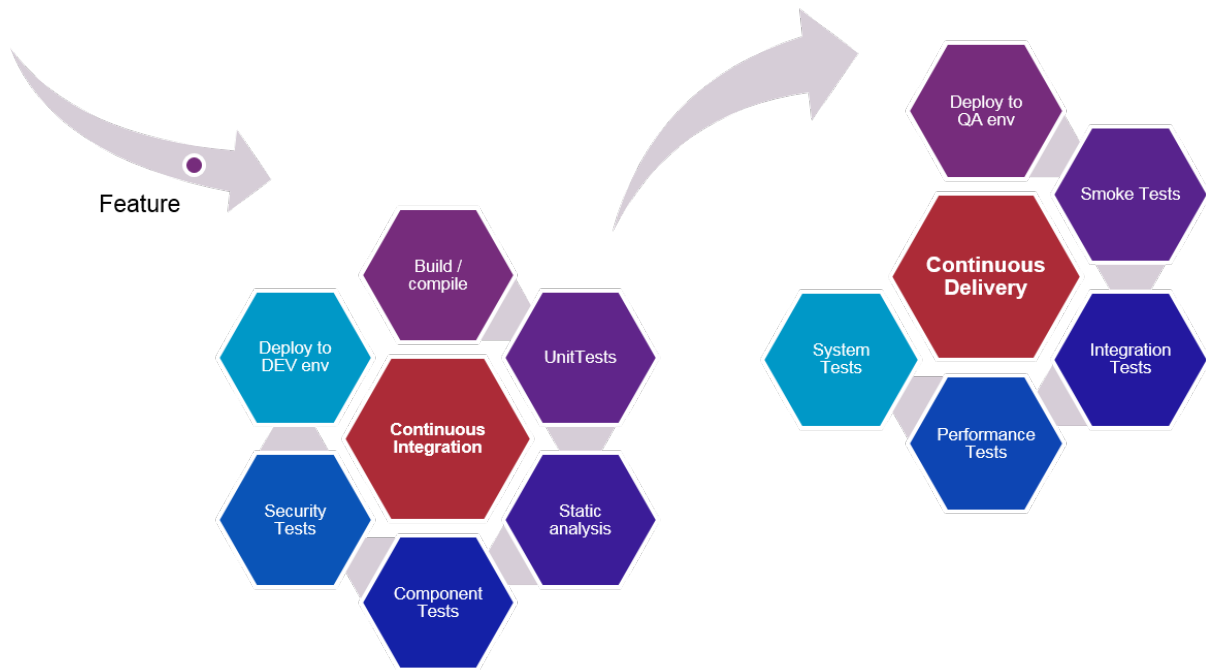 Feature
Build /
compile
UnitTests
Static
analysis
Component
Tests
Security
Tests
Deploy to
DEV env
Continuous
Integration
Deploy to
QA env
Smoke Tests
Integration
Tests
Performance
Tests
System
Tests
Continuous
Delivery